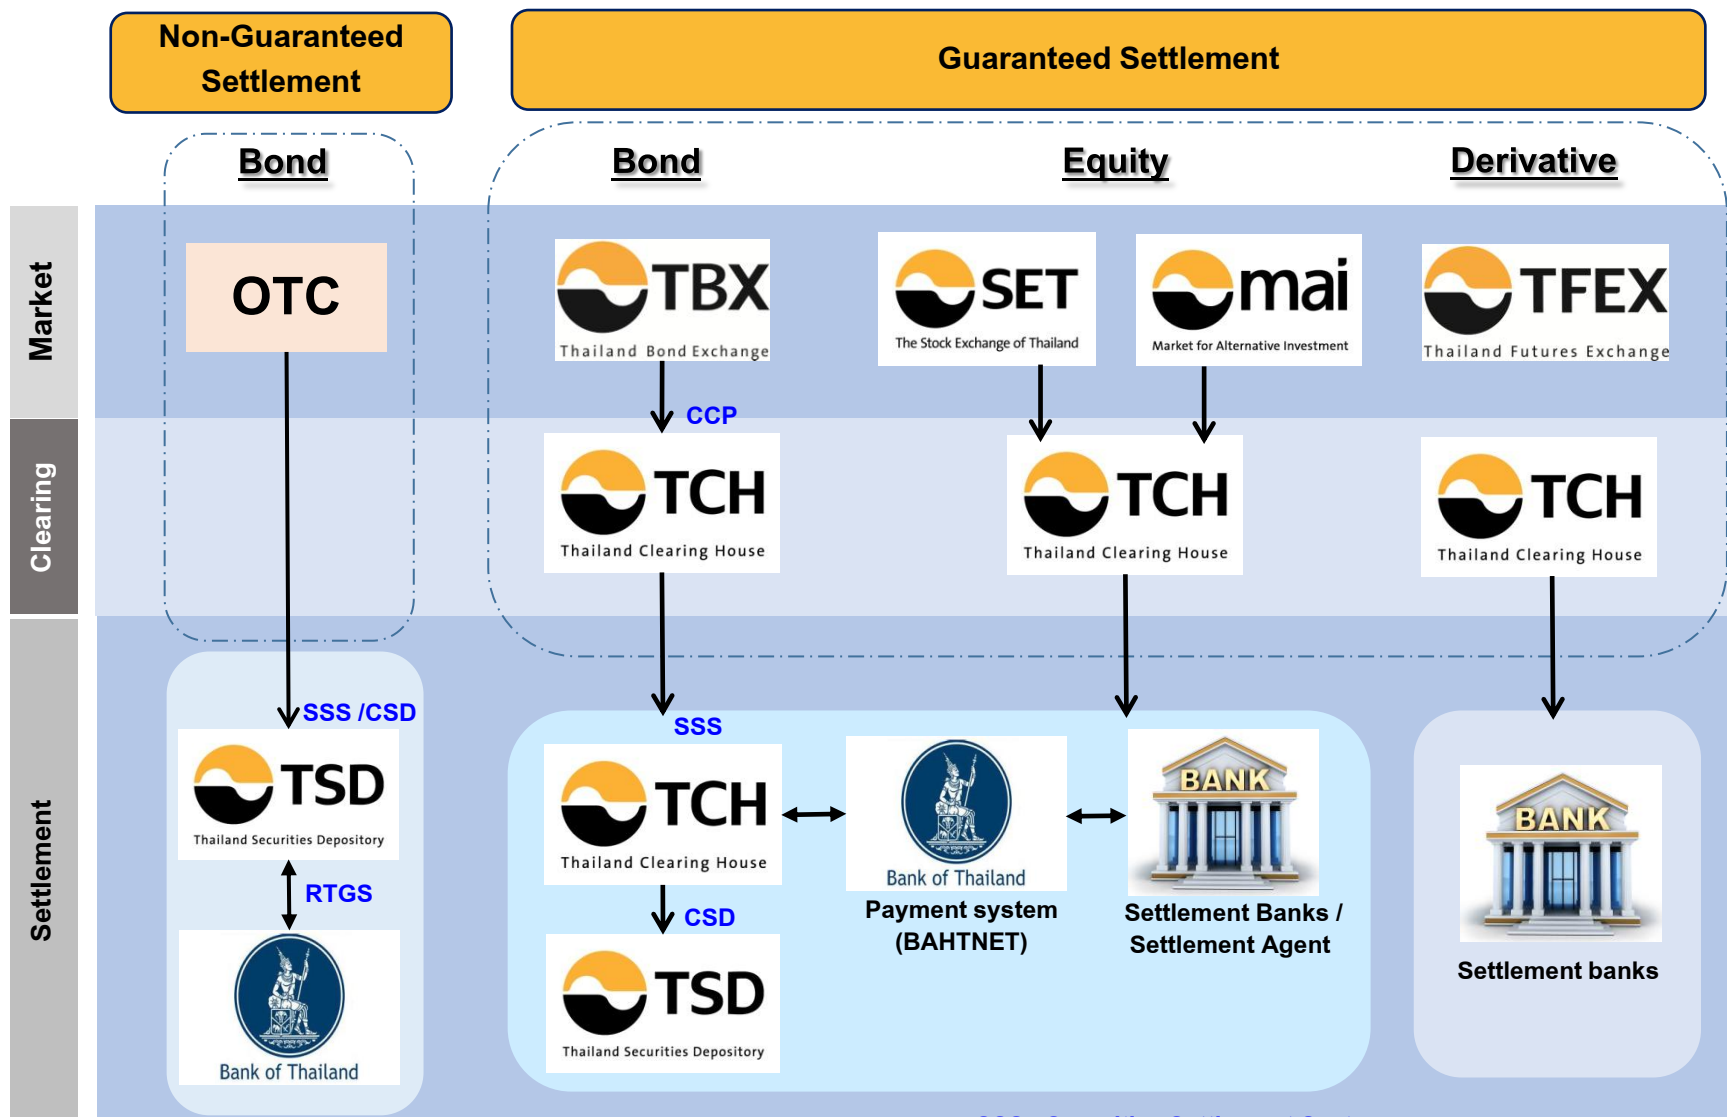 Non-Guaranteed
Settlement
Guaranteed Settlement
Bond
Bond
Equity
Derivative
Market
OTC
TBX
Thailand Bond Exchange
SET
The Stock Exchange of Thailand
mai
Market for Alternative Investment
TFEX
Thailand Futures Exchange
CCP
Clearing
TCH
Thailand Clearing House
TCH
Thailand Clearing House
TCH
Thailand Clearing House
Settlement
SSS /CSD
TSD
Thailand Securities Depository
RTGS
Bank of Thailand
SSS
TCH
Thailand Clearing House
CSD
TSD
Thailand Securities Depository
Bank of Thailand
Payment system
(BAHTNET)
BANK
Settlement Banks /
Settlement Agent
BANK
Settlement banks